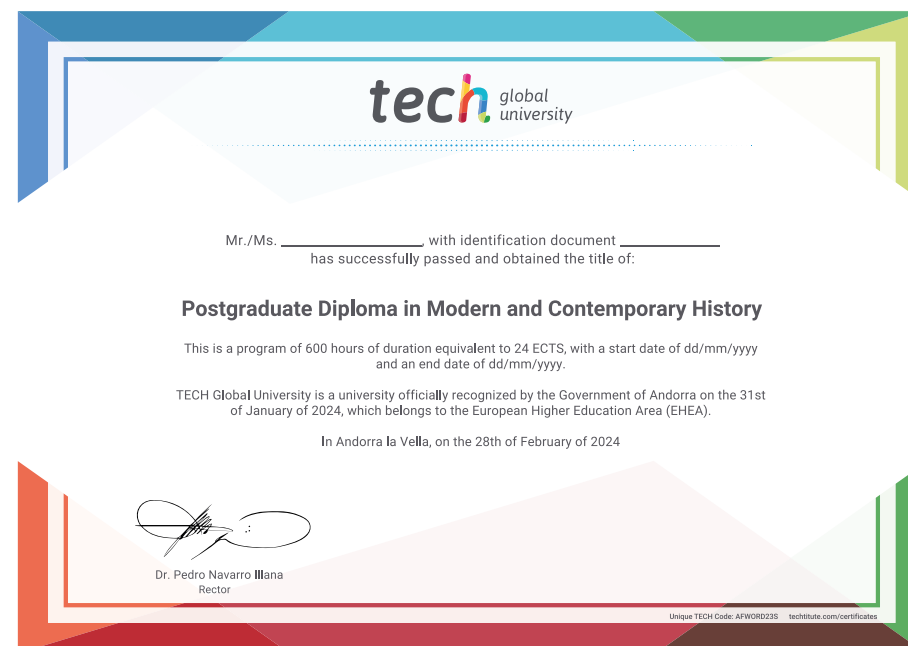 tech global university
Mr./Ms. ____________________, with identification document ______________
has successfully passed and obtained the title of:
Postgraduate Diploma in Modern and Contemporary History
This is a program of 600 hours of duration equivalent to 24 ECTS, with a start date of dd/mm/yyyy
and an end date of dd/mm/yyyy.
TECH Global University is a university officially recognized by the Government of Andorra on the 31st
of January of 2024, which belongs to the European Higher Education Area (EHEA).
In Andorra la Vella, on the 28th of February of 2024
Dr. Pedro Navarro Illana
Rector
Unique TECH Code: AFWORD23S techtitute.com/certificates